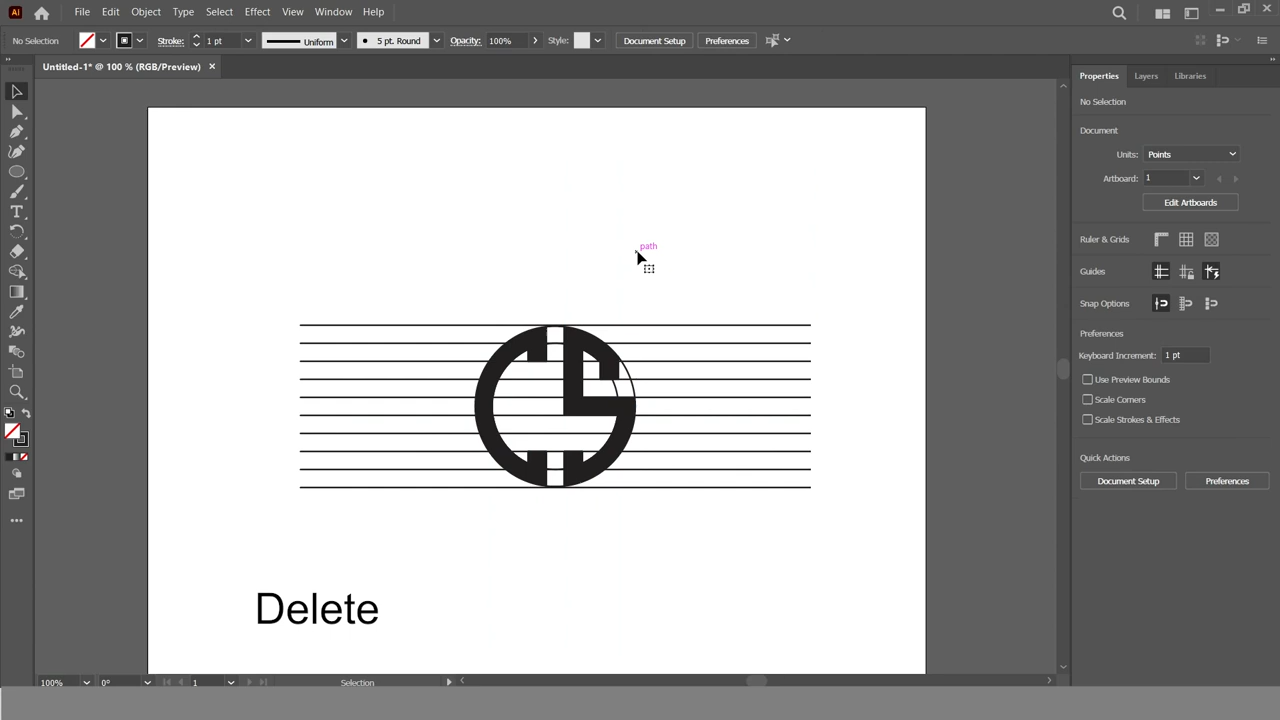 Ai File Edit Object Type Select Effect View Window Help
No Selection Stroke: 1 pt Uniform 5 pt. Round Opacity: 100% Style: Document Setup Preferences
Untitled-1* @ 100 % (RGB/Preview)
Properties Layers Libraries
No Selection
Document
Units: Points
Artboard: 1
Edit Artboards
Ruler & Grids
Guides
Snap Options
Preferences
Keyboard Increment: 1 pt
Use Preview Bounds
Scale Corners
Scale Strokes & Effects
Quick Actions
Document Setup Preferences
path
Delete
100% 0° 1 Selection